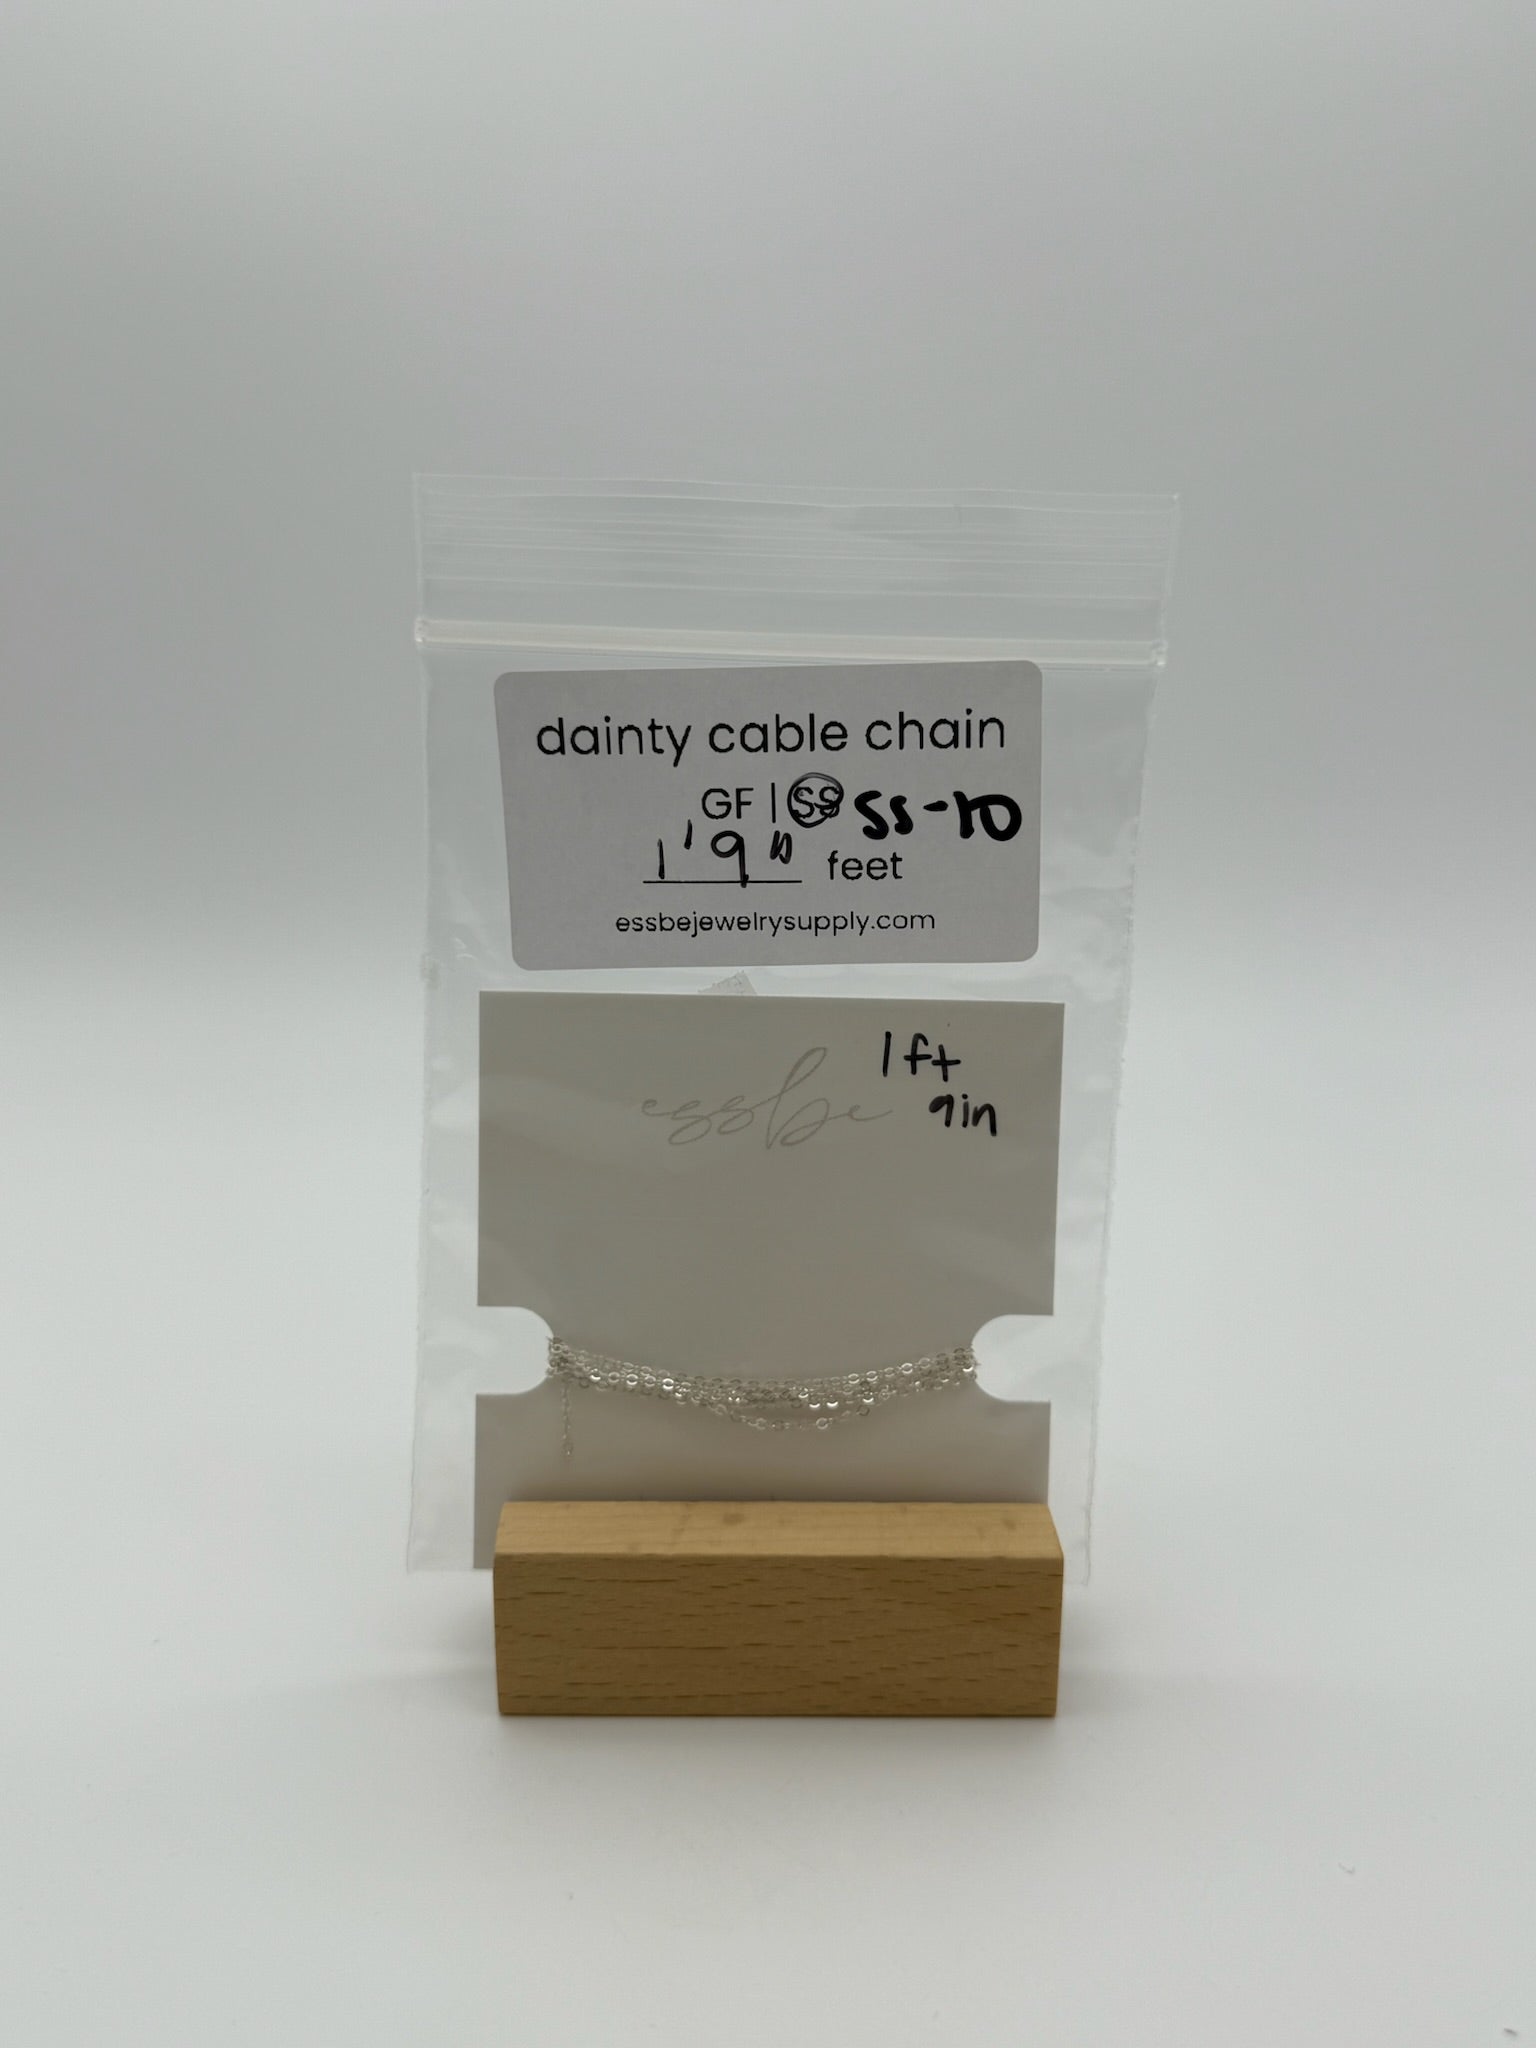 dainty cable chain
GF | SS SS-10
1'9" feet
essbejewelrysupply.com
essbe 1ft
9in